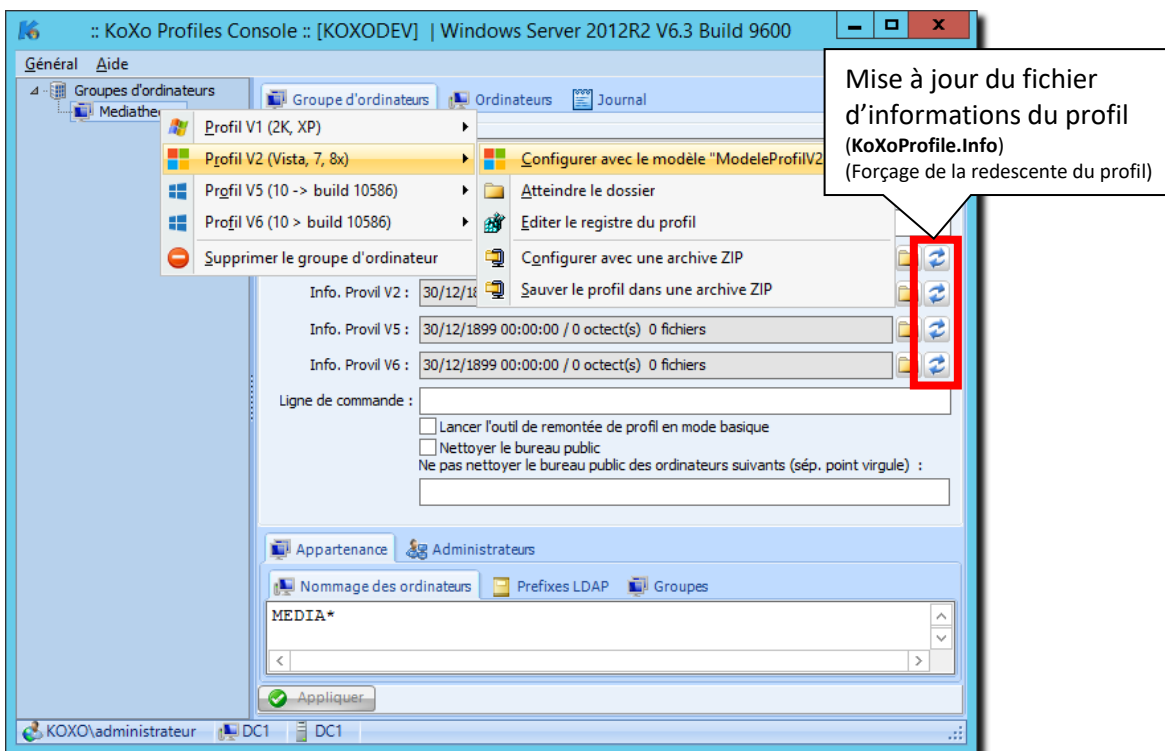 :: KoXo Profiles Console :: [KOXODEV] | Windows Server 2012R2 V6.3 Build 9600
Général Aide
Mise à jour du fichier
d'informations du profil
(KoXoProfile.Info)
(Forçage de la redescente du profil)
Groupes d'ordinateurs
Groupe d'ordinateurs Ordinateurs Journal
Profil V1 (2K, XP)
Profil V2 (Vista, 7, 8x)
Configurer avec le modèle "ModeleProfilV2
Profil V5 (10 -> build 10586)
Atteindre le dossier
Profil V6 (10 > build 10586)
Editer le registre du profil
Supprimer le groupe d'ordinateur
Configurer avec une archive ZIP
Info. Provil V2 :
Sauver le profil dans une archive ZIP
Info. Provil V5 : 30/12/1899 00:00:00 / 0 octect(s) 0 fichiers
Info. Provil V6 : 30/12/1899 00:00:00 / 0 octect(s) 0 fichiers
Ligne de commande :
Lancer l'outil de remontée de profil en mode basique
Nettoyer le bureau public
Ne pas nettoyer le bureau public des ordinateurs suivants (sép. point virgule) :
Appartenance Administrateurs
Nommage des ordinateurs Prefixes LDAP Groupes
MEDIA*
Appliquer
KOXO\administrateur DC1 DC1